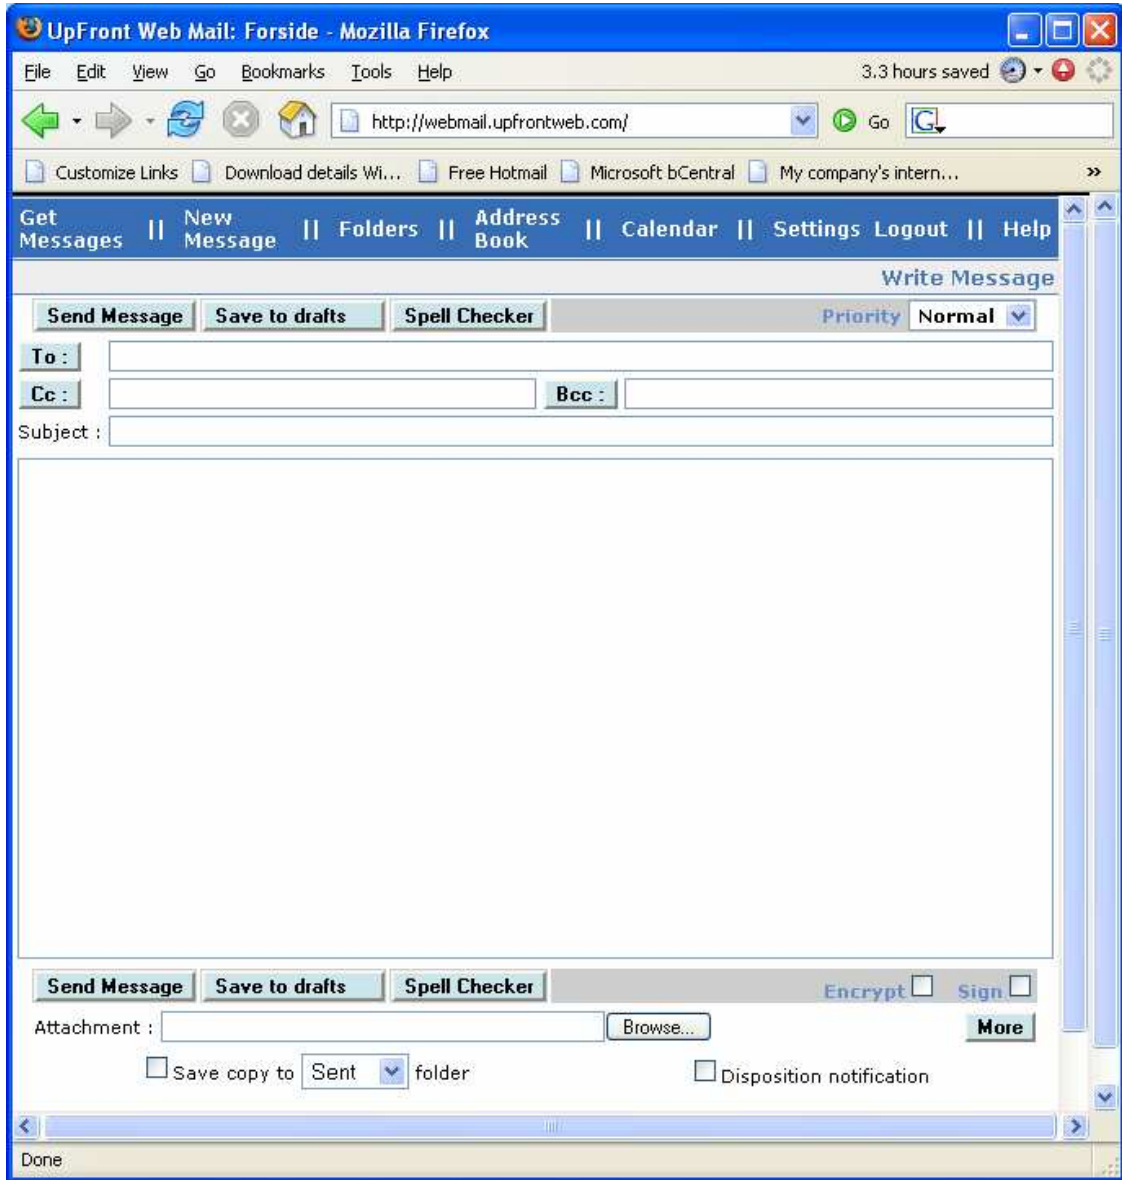 UpFront Web Mail: Forside - Mozilla Firefox
File Edit View Go Bookmarks Tools Help 3.3 hours saved
http://webmail.upfrontweb.com/ Go G
Customize Links Download details Wi... Free Hotmail Microsoft bCentral My company's intern... »
Get Messages || New Message || Folders || Address Book || Calendar || Settings Logout || Help
Write Message
Send Message Save to drafts Spell Checker Priority Normal
To :
Cc : Bcc :
Subject :
Send Message Save to drafts Spell Checker Encrypt Sign
Attachment : Browse... More
Save copy to Sent folder Disposition notification
Done